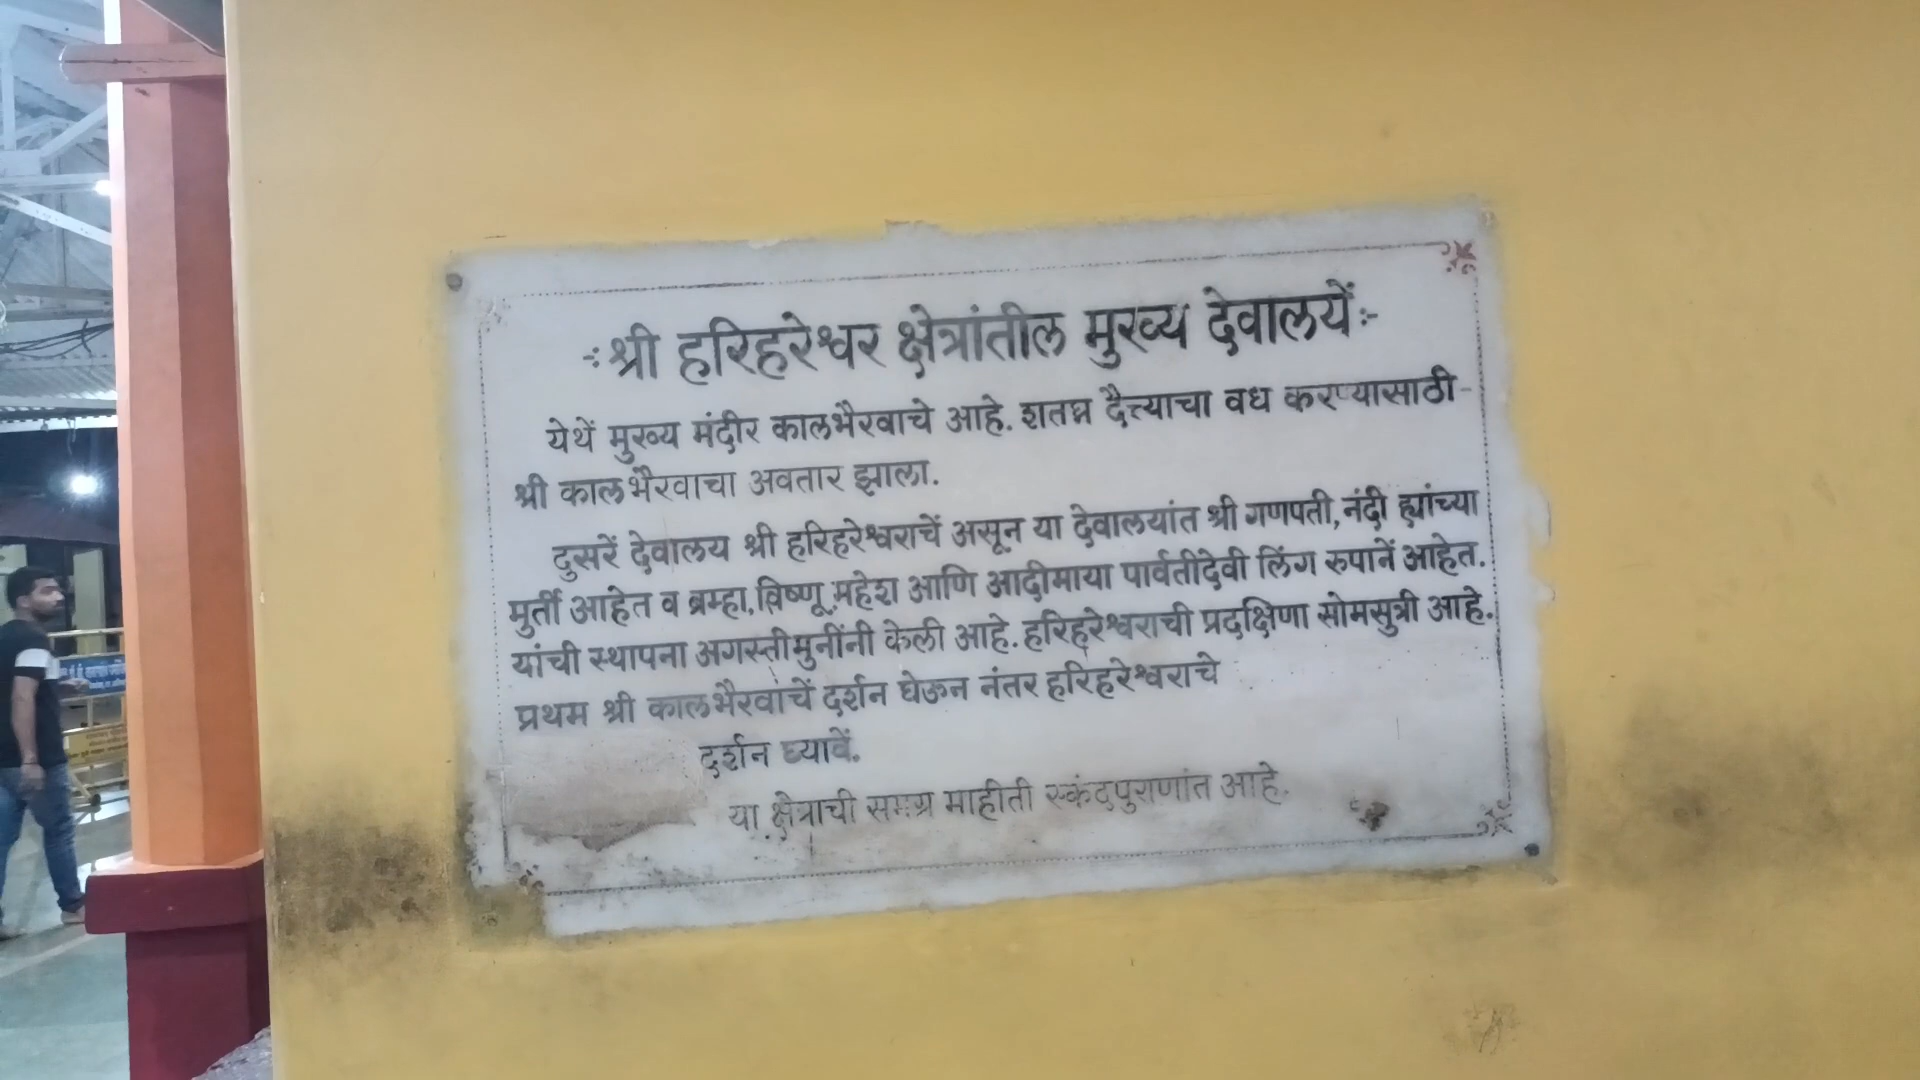 -: श्री हरिहरेश्वर क्षेत्रांतील मुख्य देवालयें :-
येथें मुख्य मंदीर कालभैरवाचे आहे. शतघ्न दैत्याचा वध करण्यासाठी -
श्री कालभैरवाचा अवतार झाला.
दुसरें देवालय श्री हरिहरेश्वराचें असून या देवालयांत श्री गणपती, नंदी ह्यांच्या
मुर्ती आहेत व ब्रम्हा, विष्णू, महेश आणि आदीमाया पार्वतीदेवी लिंग रुपानें आहेत.
यांची स्थापना अगस्तीमुनींनी केली आहे. हरिहरेश्वराची प्रदक्षिणा सोमसुत्री आहे.
प्रथम श्री कालभैरवाचें दर्शन घेऊन नंतर हरिहरेश्वराचे
दर्शन घ्यावें.
या क्षेत्राची समग्र माहीती स्कंदपुराणांत आहे.